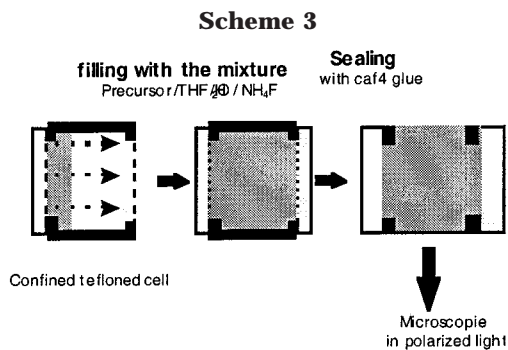 Scheme 3
filling with the mixture
Precursor/THF/H₂O/NH₄F
Sealing
with caf4 glue
Confined tefloned cell
Microscopie
in polarized light